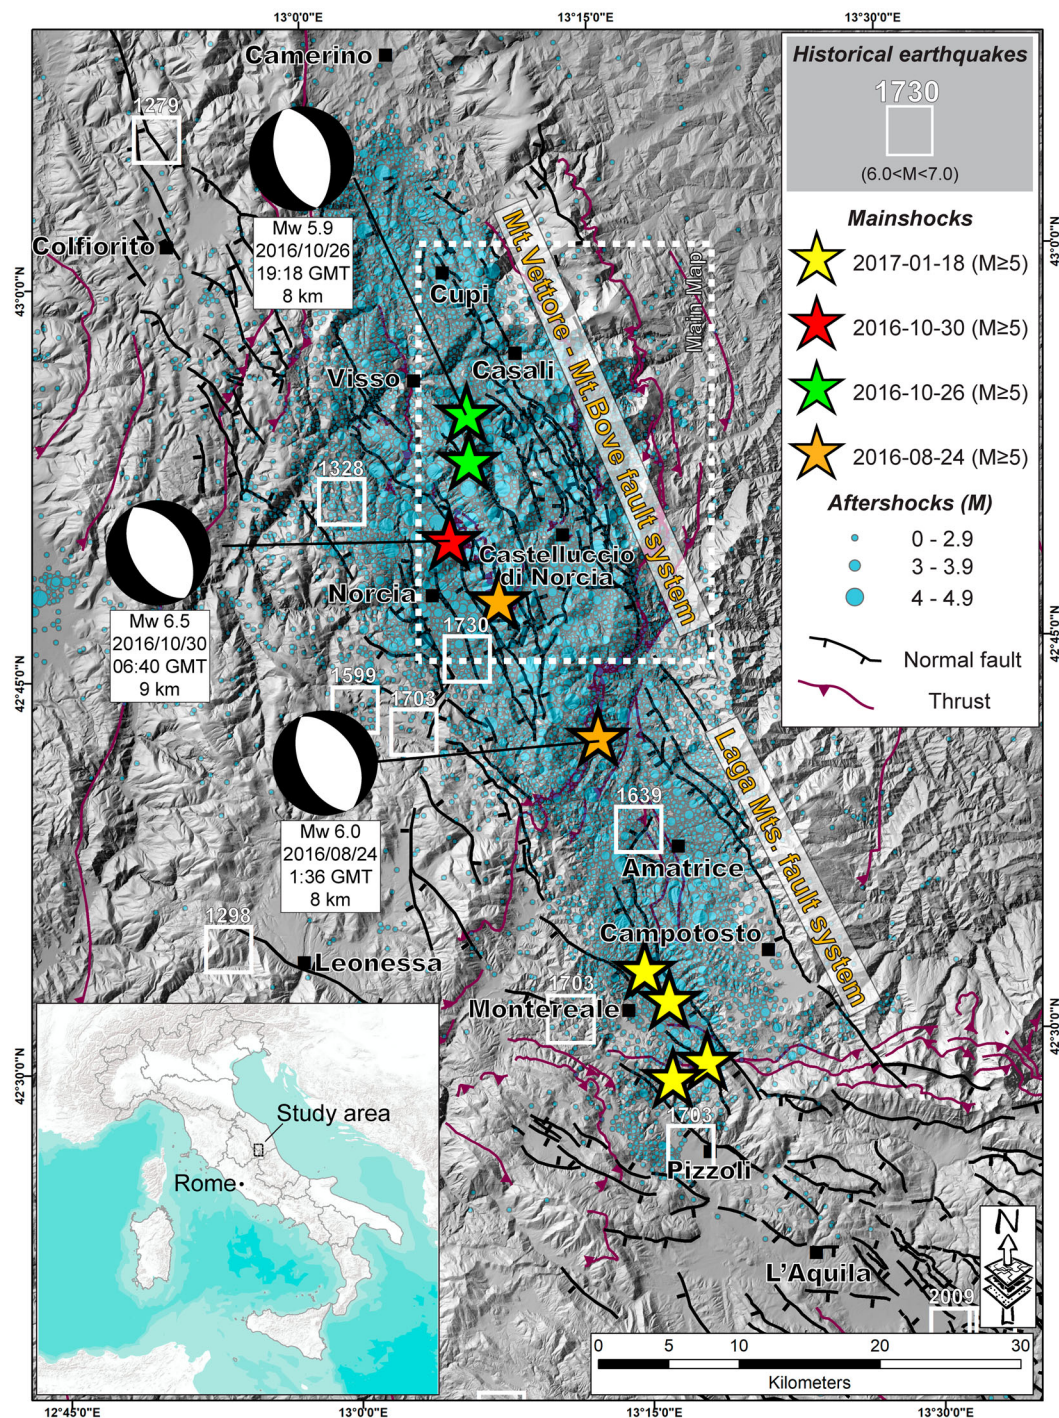 13°0'0"E
13°15'0"E
13°30'0"E
Camerino
1279
Historical earthquakes
1730
(6.0<M<7.0)
Mw 5.9
2016/10/26
19:18 GMT
8 km
Colfiorito
Mt.Vettore - Mt.Bove fault system
Main Map
Mainshocks
2017-01-18 (M≥5)
2016-10-30 (M≥5)
2016-10-26 (M≥5)
2016-08-24 (M≥5)
43°0'0"N
43°0'0"N
Cupi
Casali
Visso
1328
Aftershocks (M)
0 - 2.9
3 - 3.9
4 - 4.9
Normal fault
Thrust
Castelluccio
di Norcia
Norcia
Mw 6.5
2016/10/30
06:40 GMT
9 km
1730
1599
1703
42°45'0"N
42°45'0"N
Laga Mts. fault system
1639
Amatrice
Mw 6.0
2016/08/24
1:36 GMT
8 km
1298
Leonessa
Campotosto
1703
Montereale
42°30'0"N
42°30'0"N
Study area
Rome
1703
Pizzoli
L'Aquila
N
2009
0
5
10
20
30
Kilometers
12°45'0"E
13°0'0"E
13°15'0"E
13°30'0"E